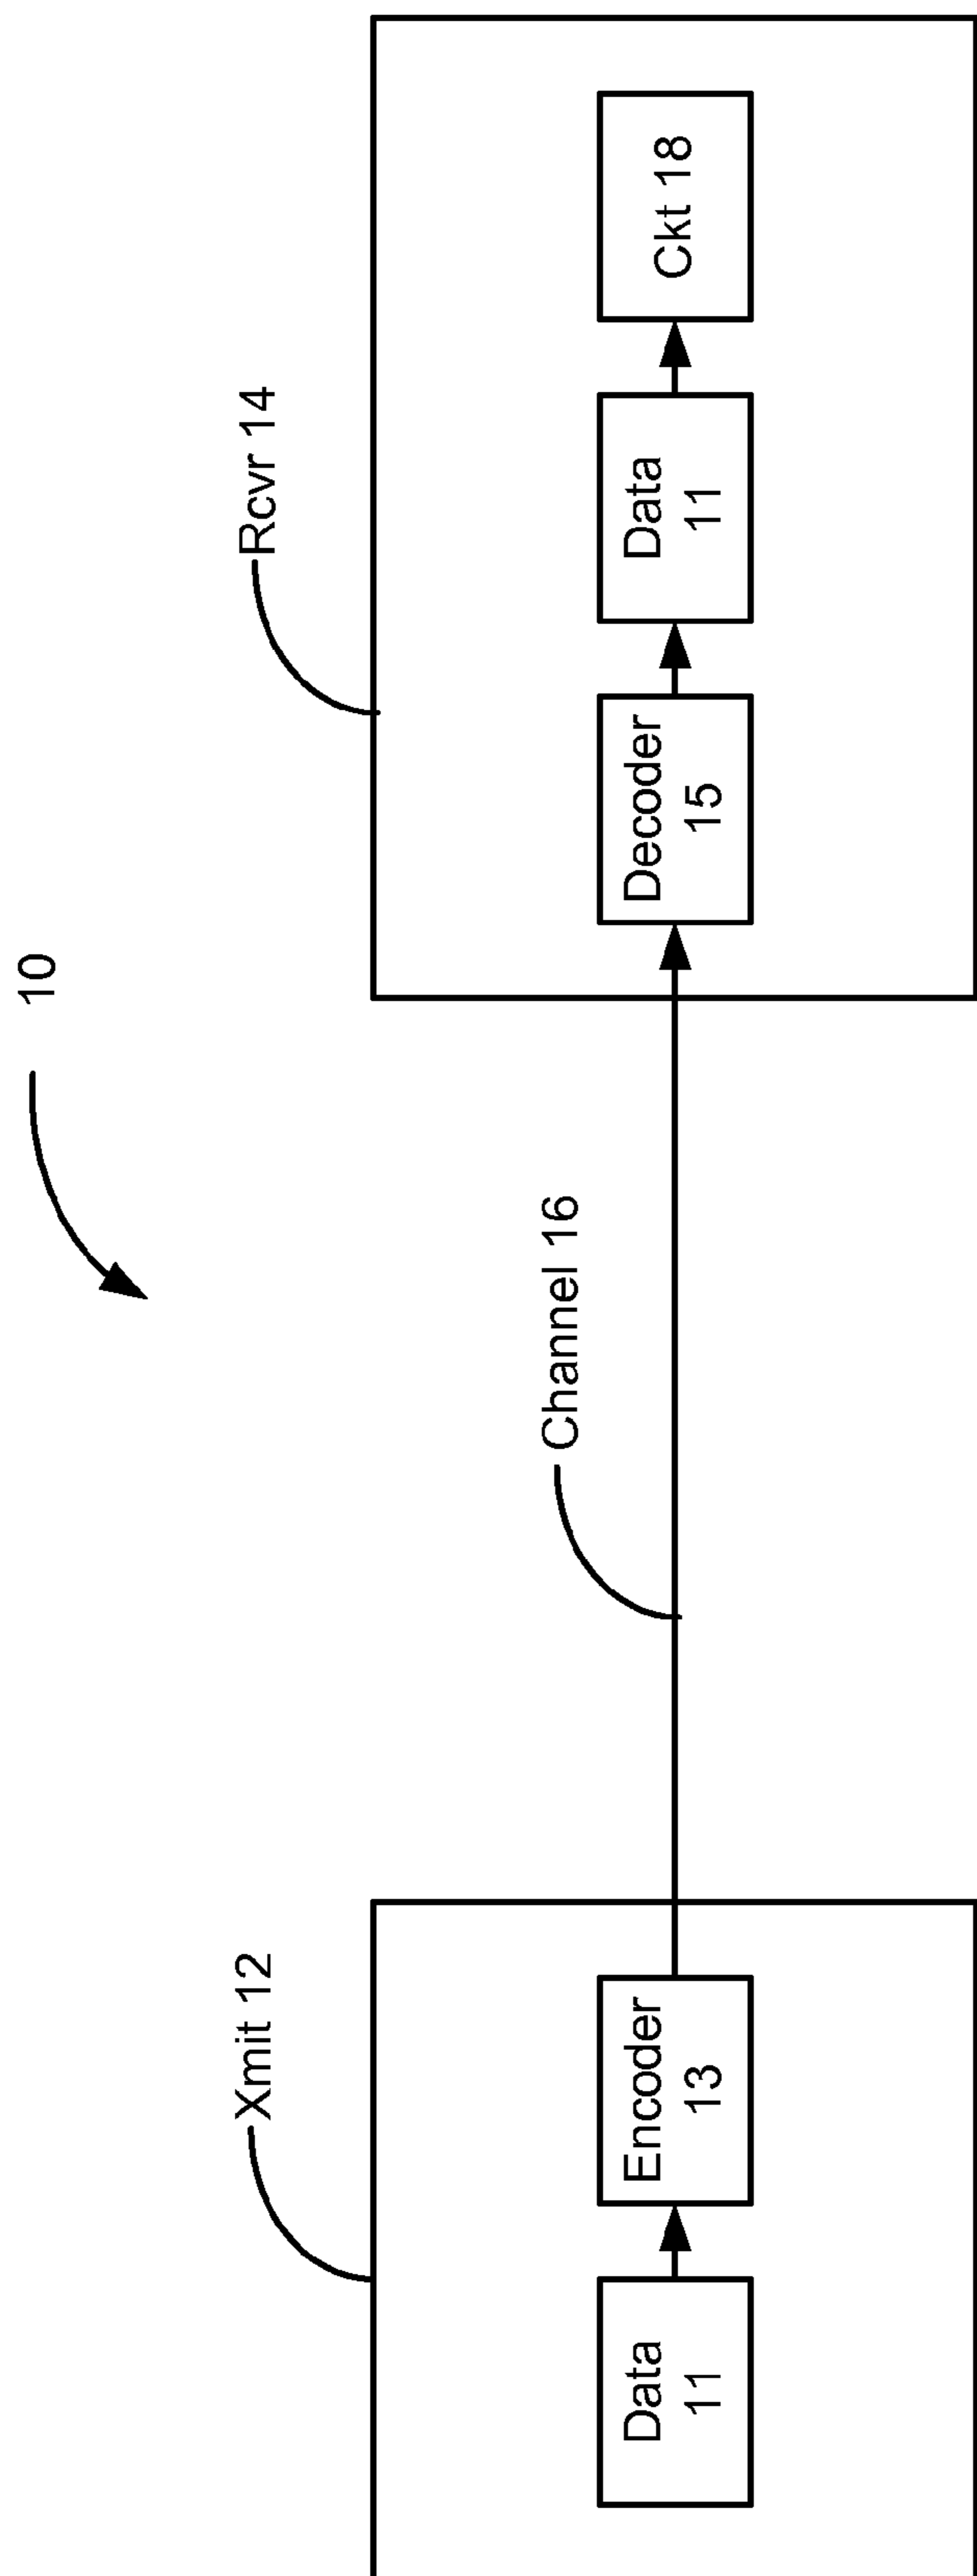 10
Xmit 12
Rcvr 14
Channel 16
Data
11
Encoder
13
Decoder
15
Data
11
Ckt 18